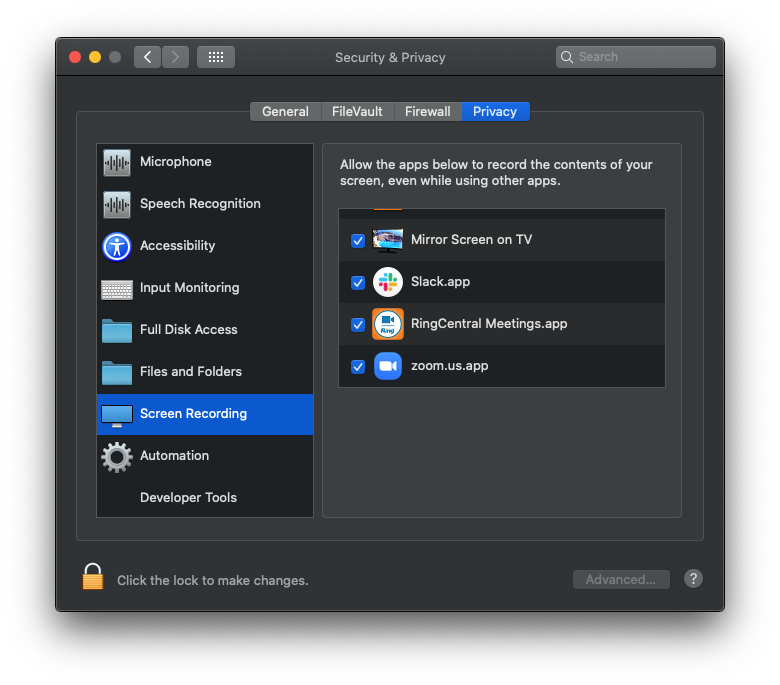 Security & Privacy
Search
General
FileVault
Firewall
Privacy
Microphone
Speech Recognition
Accessibility
Input Monitoring
Full Disk Access
Files and Folders
Screen Recording
Automation
Developer Tools
Allow the apps below to record the contents of your
screen, even while using other apps.
Mirror Screen on TV
Slack.app
Ring
RingCentral Meetings.app
zoom.us.app
Click the lock to make changes.
Advanced...
?